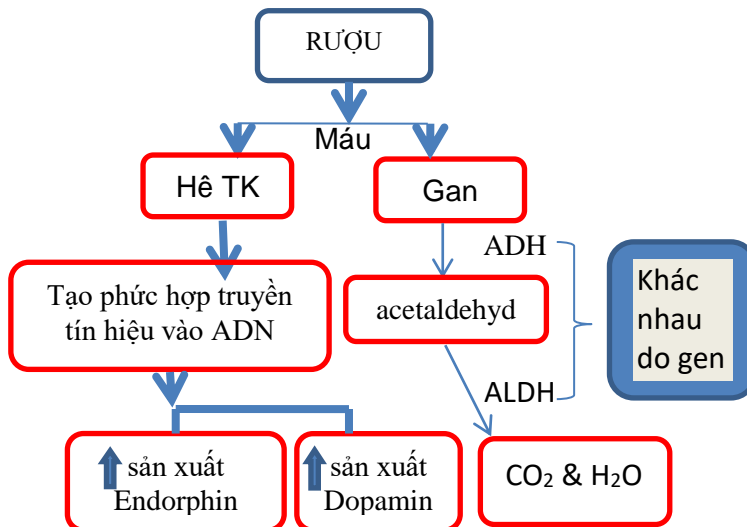 RƯỢU
Máu
Hê TK
Gan
ADH
Tạo phức hợp truyền
tín hiệu vào ADN
acetaldehyd
Khác
nhau
do gen
ALDH
sản xuất
Endorphin
sản xuất
Dopamin
CO₂ & H₂O